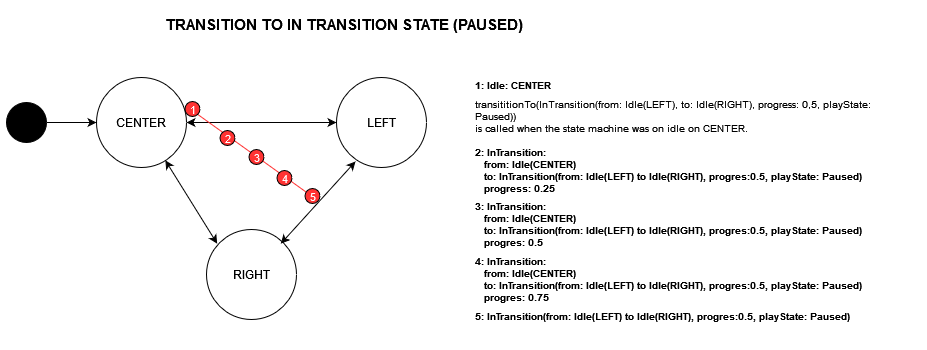 TRANSITION TO IN TRANSITION STATE (PAUSED)
CENTER
LEFT
RIGHT
1
2
3
4
5
1: Idle: CENTER
transititionTo(InTransition(from: Idle(LEFT), to: Idle(RIGHT), progress: 0,5, playState:
Paused))
is called when the state machine was on idle on CENTER.
2: InTransition:
from: Idle(CENTER)
to: InTransition(from: Idle(LEFT) to Idle(RIGHT), progres:0.5, playState: Paused)
progress: 0.25
3: InTransition:
from: Idle(CENTER)
to: InTransition(from: Idle(LEFT) to Idle(RIGHT), progres:0.5, playState: Paused)
progres: 0.5
4: InTransition:
from: Idle(CENTER)
to: InTransition(from: Idle(LEFT) to Idle(RIGHT), progres:0.5, playState: Paused)
progres: 0.75
5: InTransition(from: Idle(LEFT) to Idle(RIGHT), progres:0.5, playState: Paused)